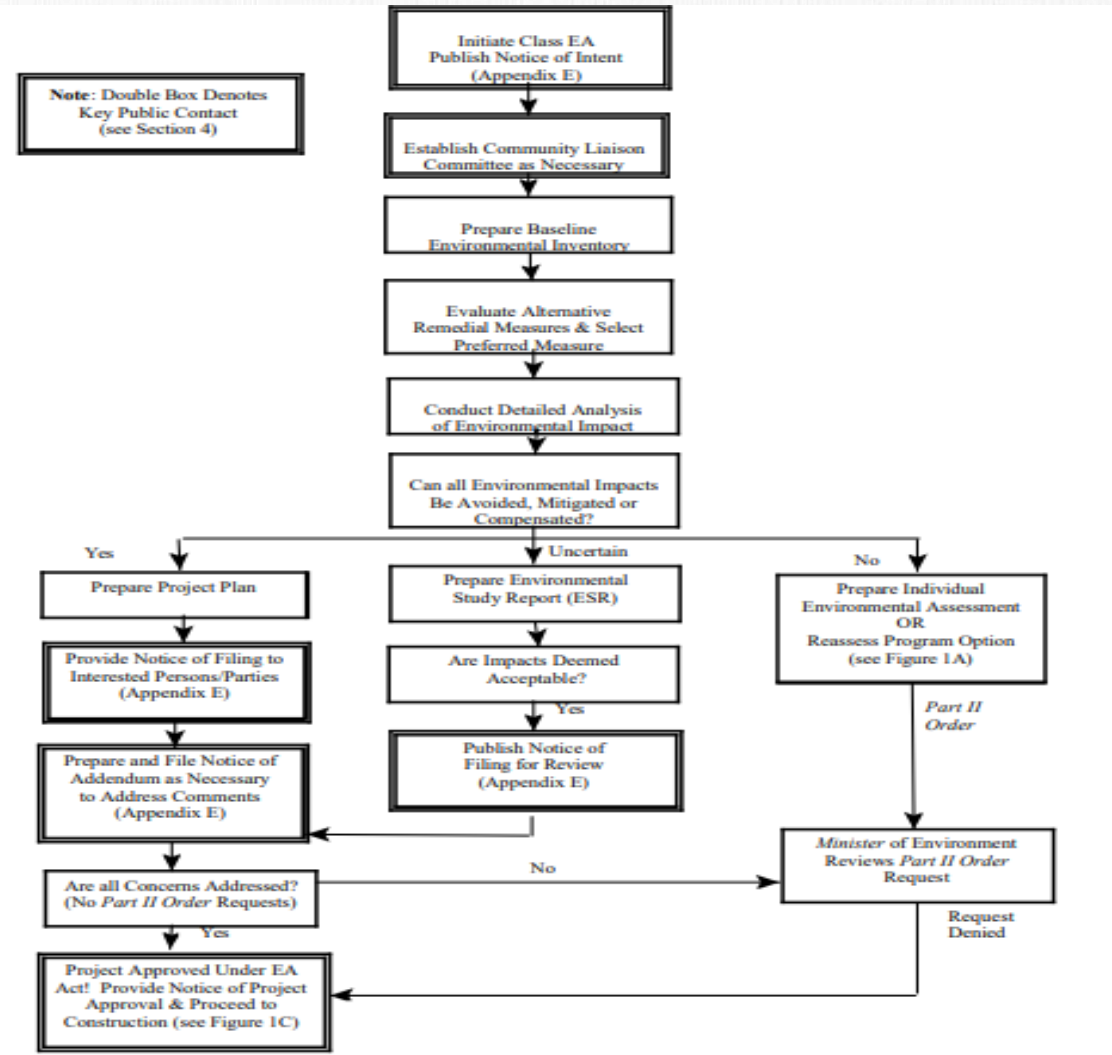 Initiate Class EA
Publish Notice of Intent
(Appendix E)
Note: Double Box Denotes
Key Public Contact
(see Section 4)
Establish Community Liaison
Committee as Necessary
Prepare Baseline
Environmental Inventory
Evaluate Alternative
Remedial Measures & Select
Preferred Measure
Conduct Detailed Analysis
of Environmental Impact
Can all Environmental Impacts
Be Avoided, Mitigated or
Compensated?
Yes
Uncertain
No
Prepare Project Plan
Prepare Environmental
Study Report (ESR)
Prepare Individual
Environmental Assessment
OR
Reassess Program Option
(see Figure 1A)
Provide Notice of Filing to
Interested Persons/Parties
(Appendix E)
Are Impacts Deemed
Acceptable?
Yes
Part II
Order
Prepare and File Notice of
Addendum as Necessary
to Address Comments
(Appendix E)
Publish Notice of
Filing for Review
(Appendix E)
Minister of Environment
Reviews Part II Order
Request
Are all Concerns Addressed?
(No Part II Order Requests)
No
Yes
Request
Denied
Project Approved Under EA
Act! Provide Notice of Project
Approval & Proceed to
Construction (see Figure 1C)